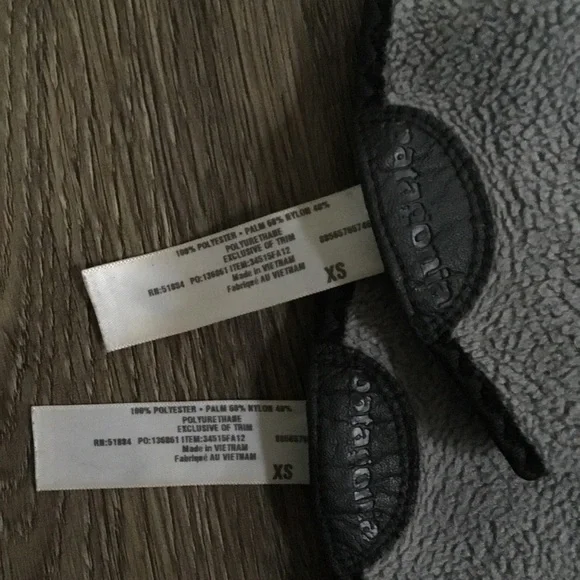 100% POLYESTER • PALM 60% NYLON 40%
POLYURETHANE
EXCLUSIVE OF TRIM
RN:51884 PO:136861 ITEM:34515FA12
Made in VIETNAM
Fabriqué AU VIETNAM
XS
patagonia
100% POLYESTER • PALM 60% NYLON 40%
POLYURETHANE
EXCLUSIVE OF TRIM
RN:51884 PO:136861 ITEM:34515FA12
Made in VIETNAM
Fabriqué AU VIETNAM
XS
patagonia